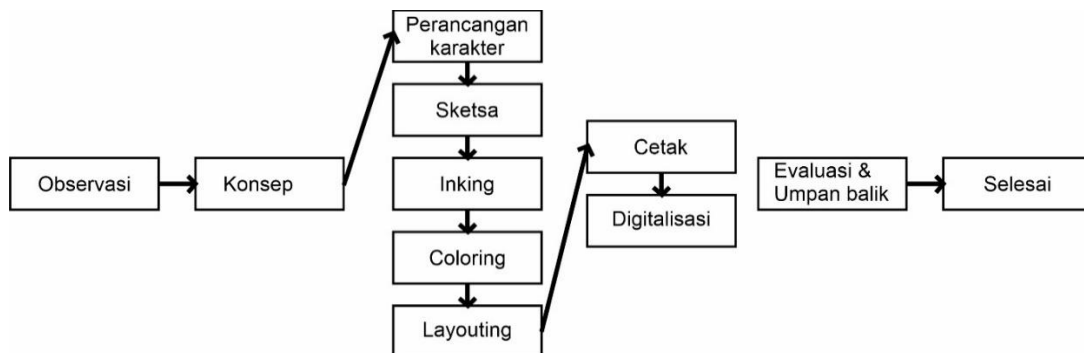 Observasi
Konsep
Perancangan
karakter
Sketsa
Inking
Coloring
Layouting
Cetak
Digitalisasi
Evaluasi &
Umpan balik
Selesai